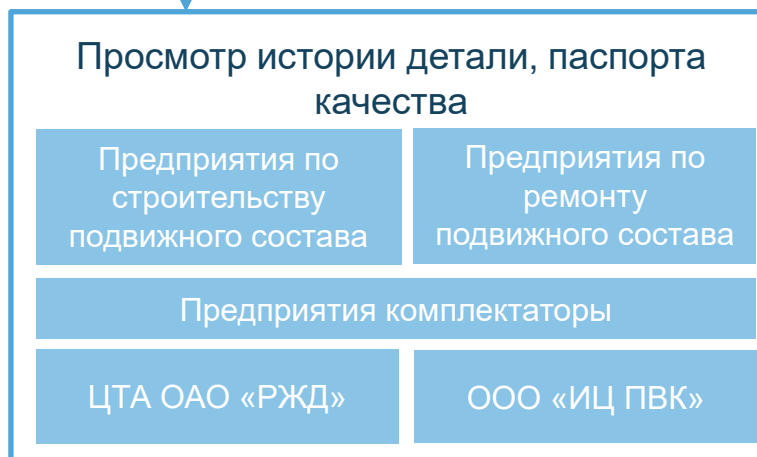 Просмотр истории детали, паспорта
качества
Предприятия по
строительству
подвижного состава
Предприятия по
ремонту
подвижного состава
Предприятия комплектаторы
ЦТА ОАО «РЖД»
ООО «ИЦ ПВК»